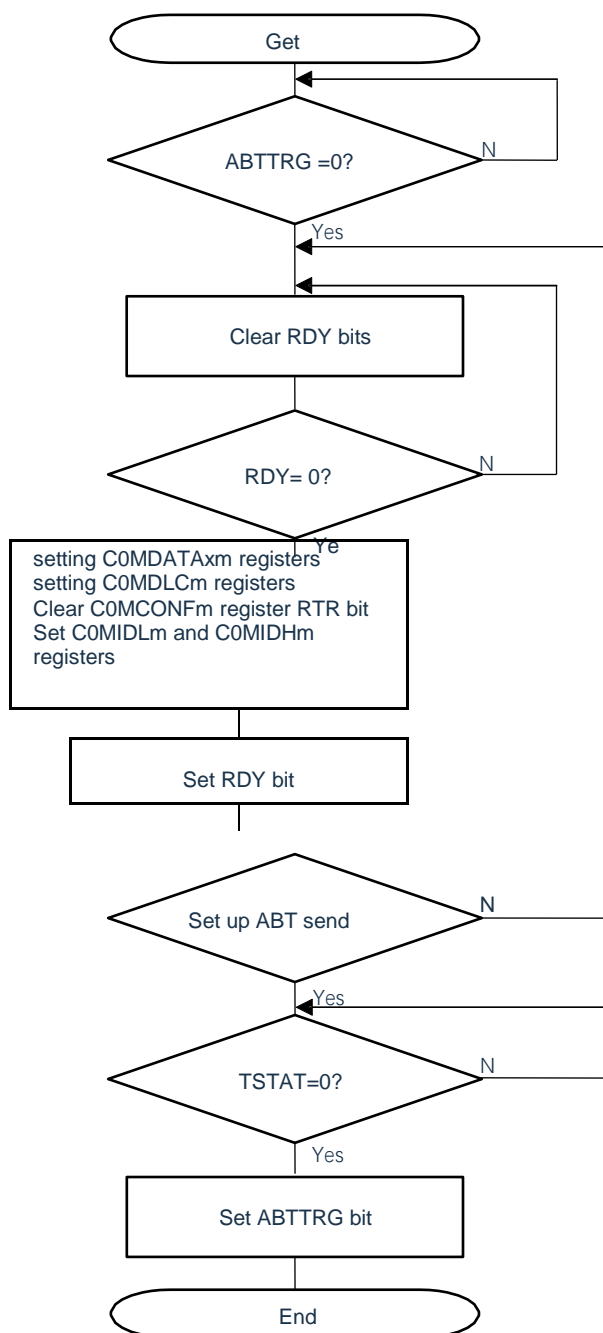 Get
ABTTRG =0?
N
Yes
Clear RDY bits
RDY= 0?
N
Ye
setting C0MDATAxm registers
setting C0MDLCm registers
Clear C0MCONFm register RTR bit
Set C0MIDLm and C0MIDHm
registers
Set RDY bit
Set up ABT send
N
Yes
TSTAT=0?
N
Yes
Set ABTTRG bit
End